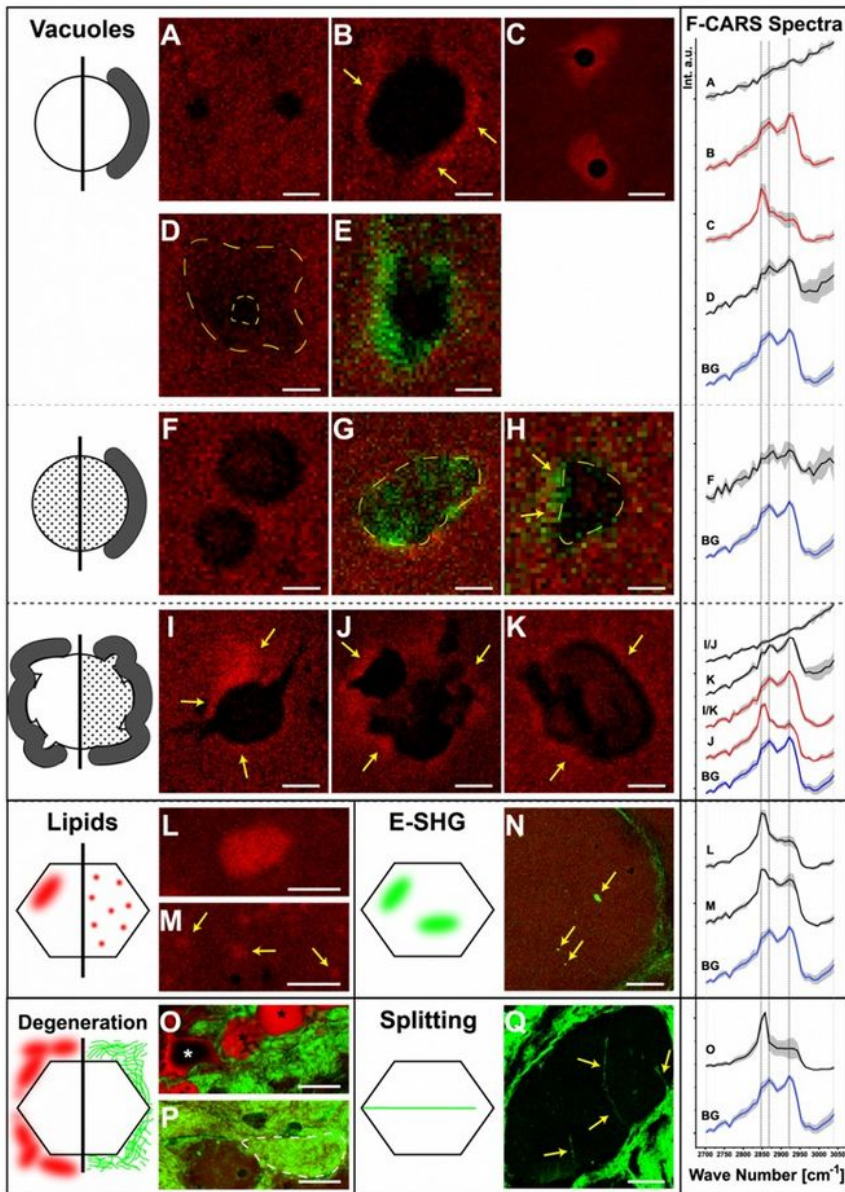 Vacuoles
A
B
C
D
E
F
G
H
I
J
K
Lipids
L
M
E-SHG
N
Degeneration
O
*
*
*
P
Splitting
Q
F-CARS Spectra
Int. a.u.
A
B
C
D
BG
F
BG
I/J
K
I/K
J
BG
L
M
BG
O
BG
2700 2750 2800 2850 2900 2950 3000 3050
Wave Number [cm⁻¹]